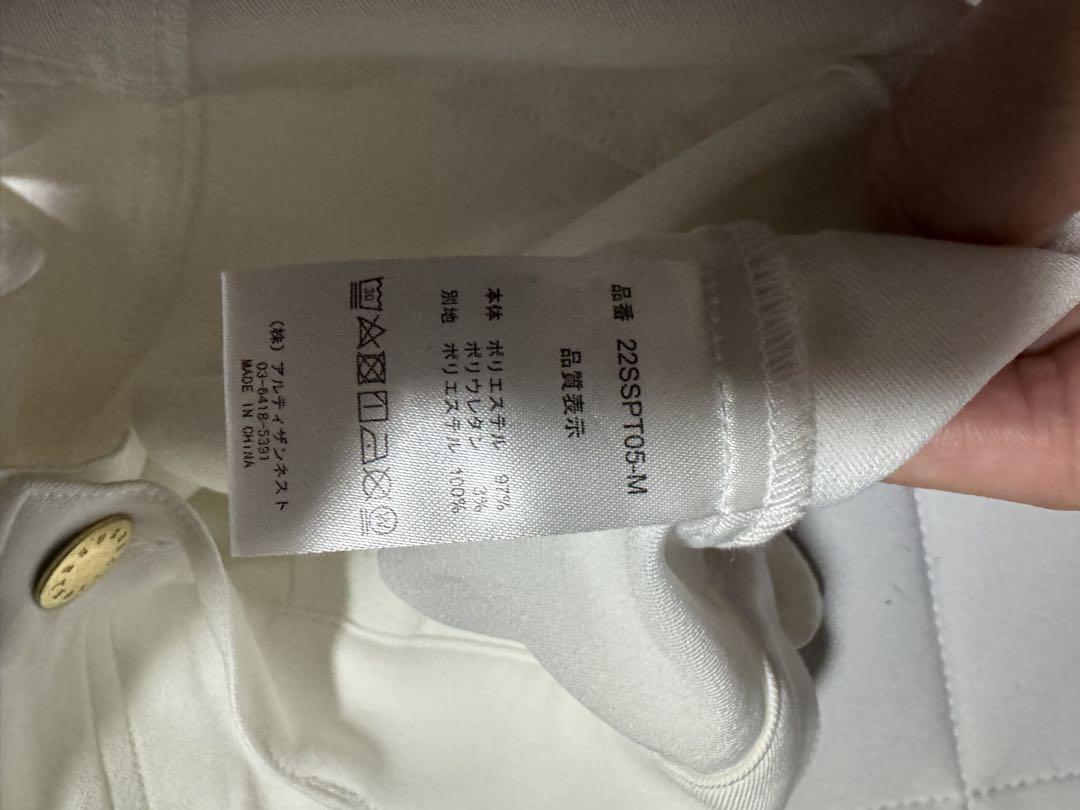 品番 22SSPT05-M
品質表示
本体 ポリエステル 97%
ポリウレタン 3%
別地 ポリエステル 100%
30
W
(株)アルティザンネスト
03-6418-5391
MADE IN CHINA